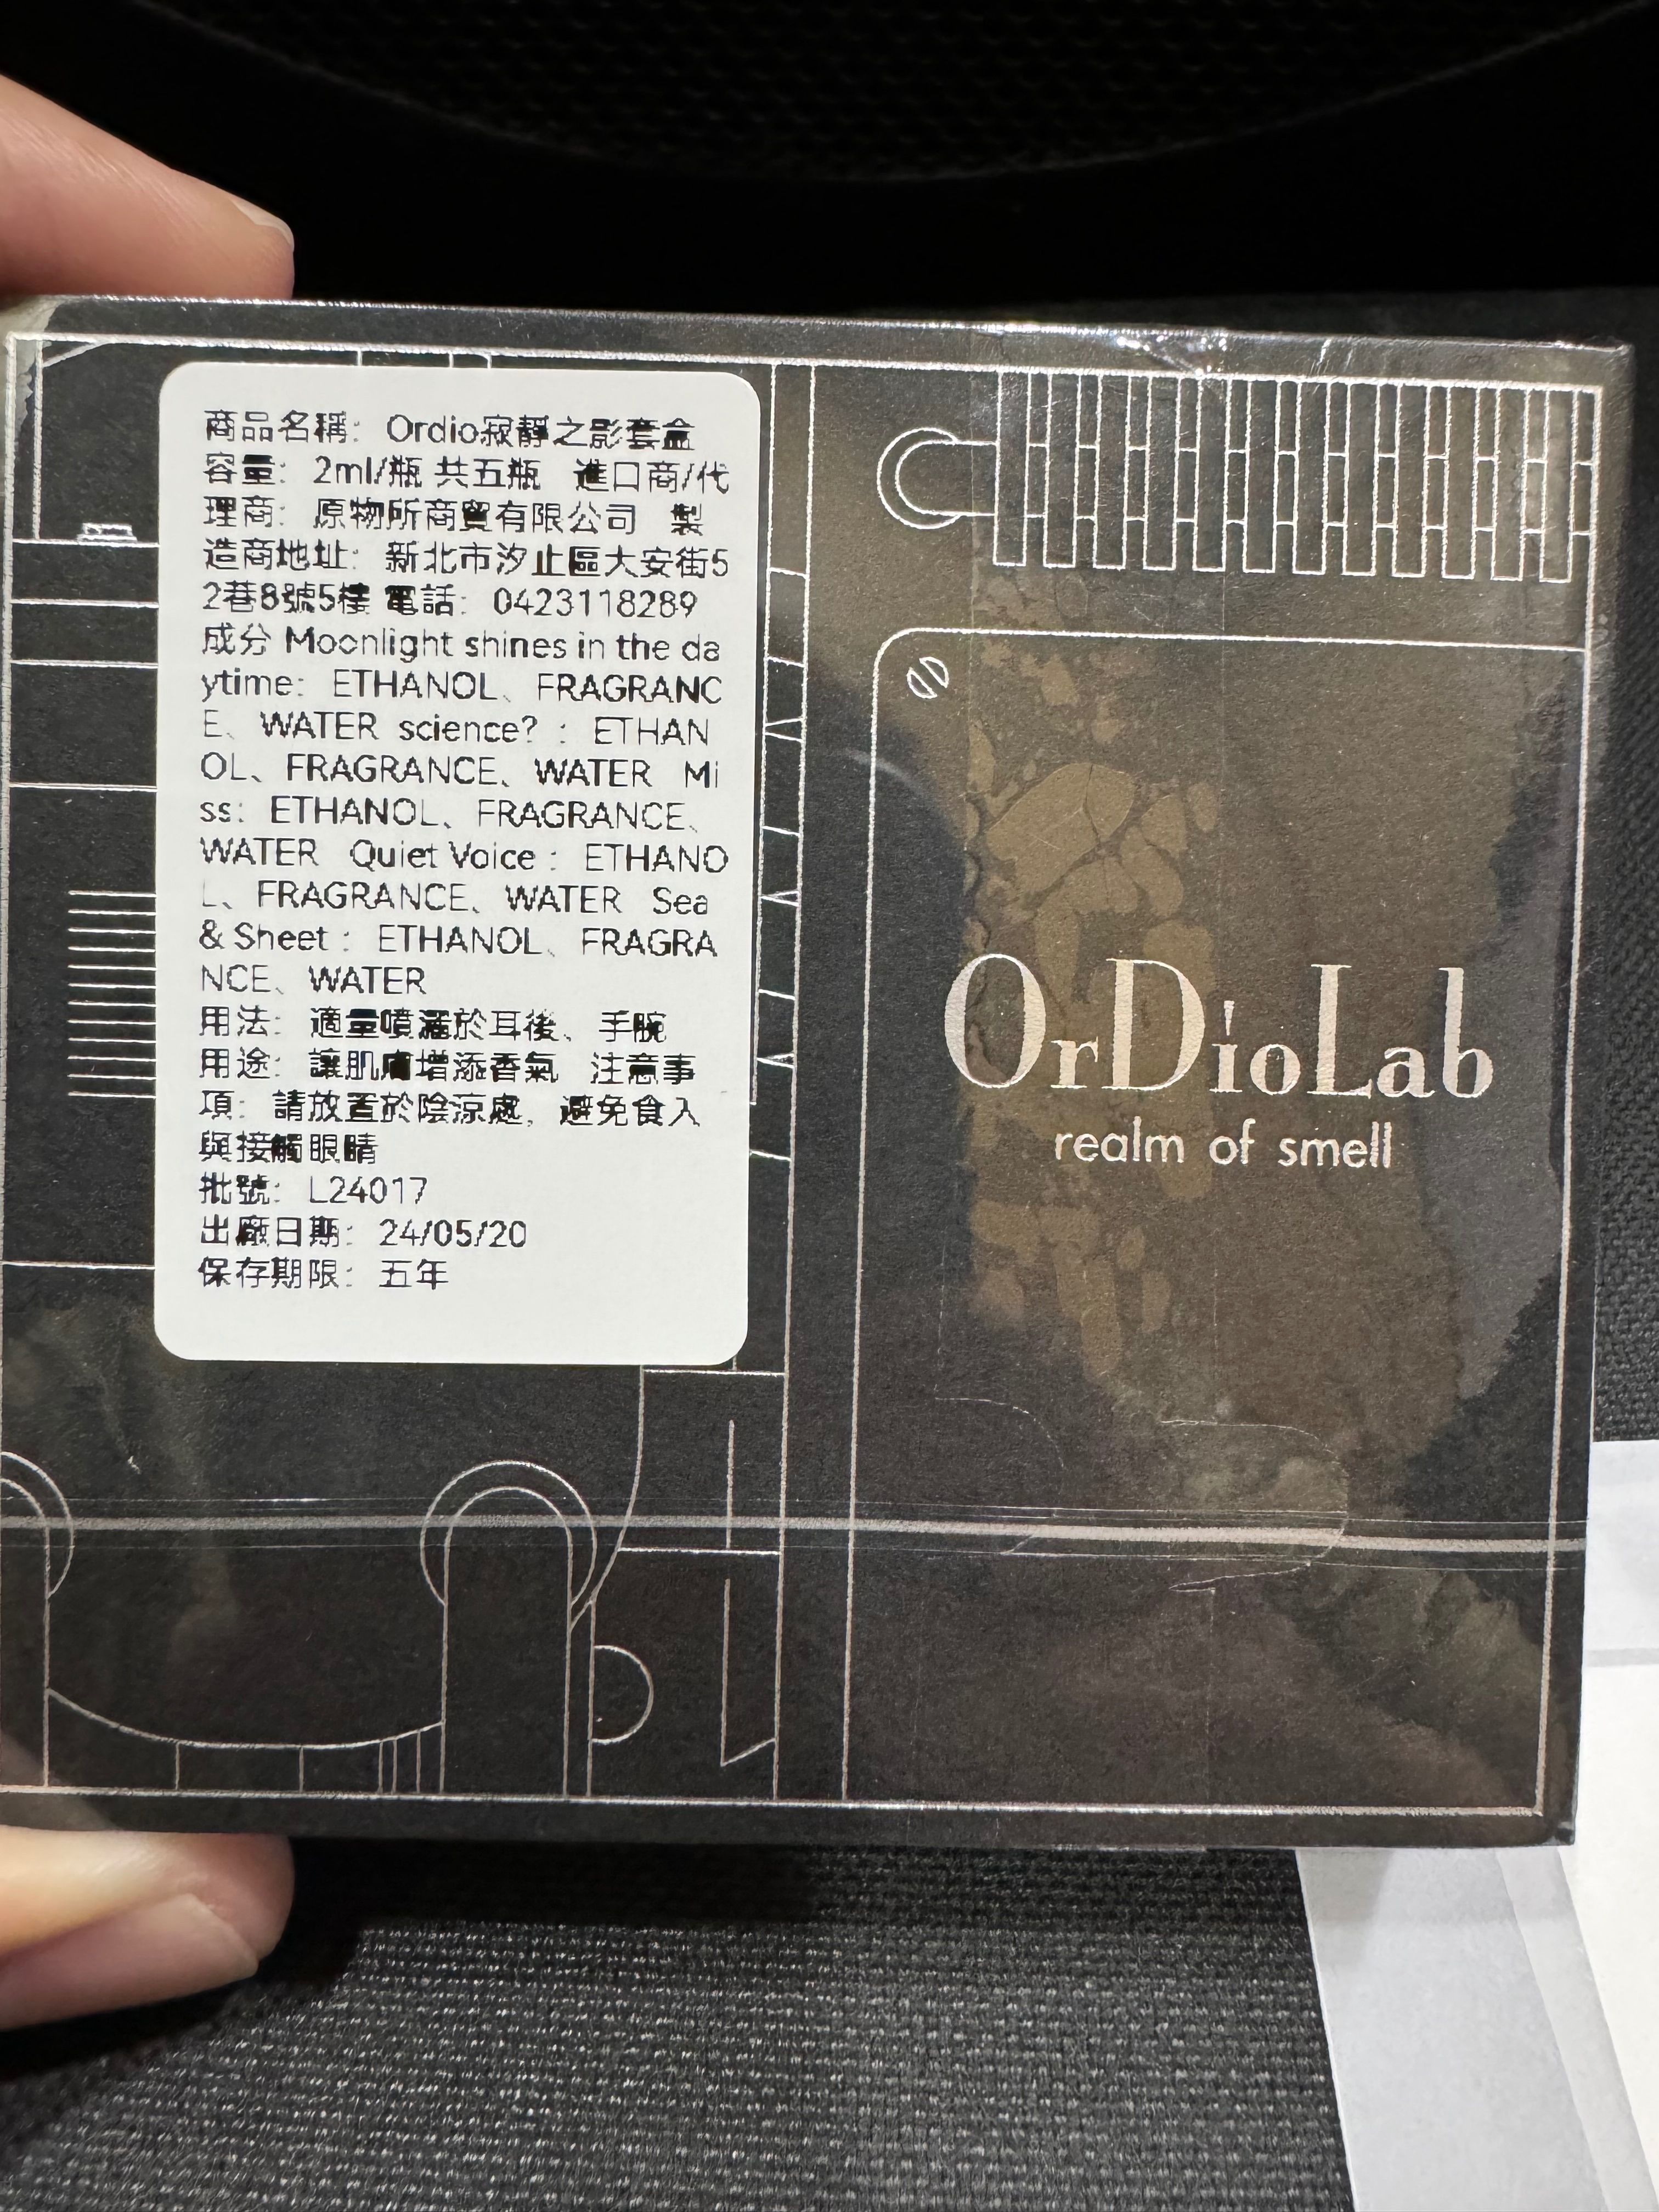 商品名稱：Ordio寂靜之影套盒
容量：2ml/瓶 共五瓶 進口商/代
理商：原物所商貿有限公司 製
造商地址：新北市汐止區大安街5
2巷8號5樓 電話：0423118289
成分 Moonlight shines in the da
ytime：ETHANOL、FRAGRANC
E、WATER science?：ETHAN
OL、FRAGRANCE、WATER Mi
ss：ETHANOL、FRAGRANCE、
WATER Quiet Voice：ETHANO
L、FRAGRANCE、WATER Sea
& Sheet：ETHANOL、FRAGRA
NCE、WATER
用法：適量噴灑於耳後、手腕
用途：讓肌膚增添香氣 注意事
項：請放置於陰涼處，避免食入
與接觸眼睛
批號：L24017
出廠日期：24/05/20
保存期限：五年
OrDioLab
realm of smell